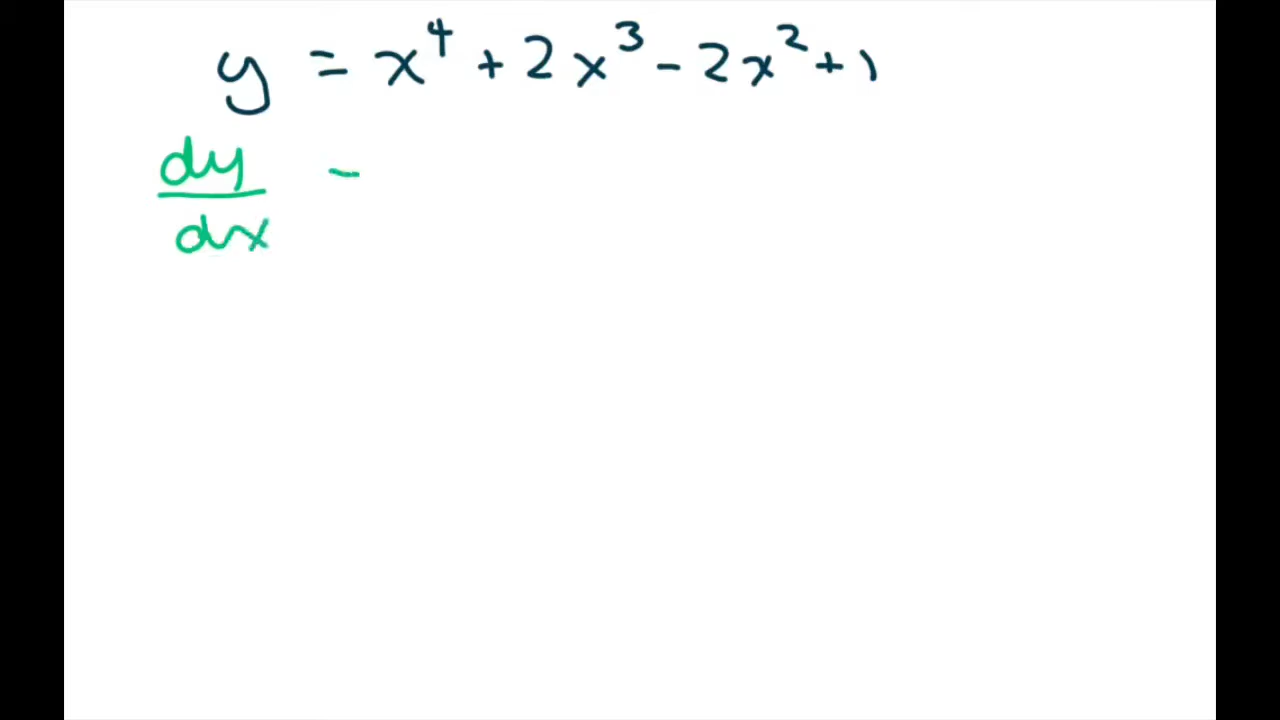 y = x⁴ + 2x³ - 2x² + 1
dy/dx -